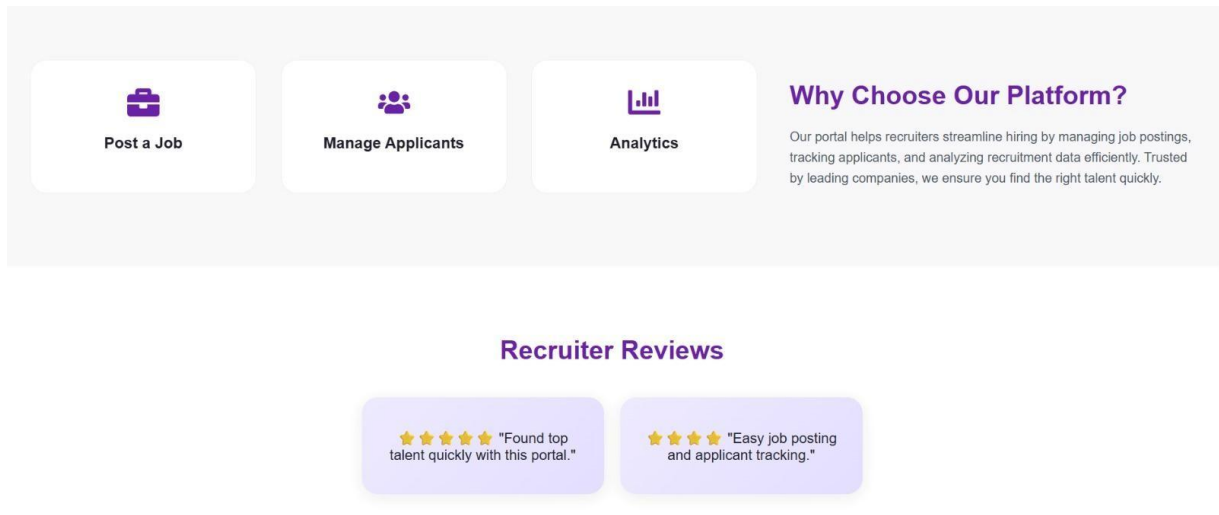 Post a Job
Manage Applicants
Analytics
Why Choose Our Platform?
Our portal helps recruiters streamline hiring by managing job postings,
tracking applicants, and analyzing recruitment data efficiently. Trusted
by leading companies, we ensure you find the right talent quickly.
Recruiter Reviews
"Found top
talent quickly with this portal."
"Easy job posting
and applicant tracking."